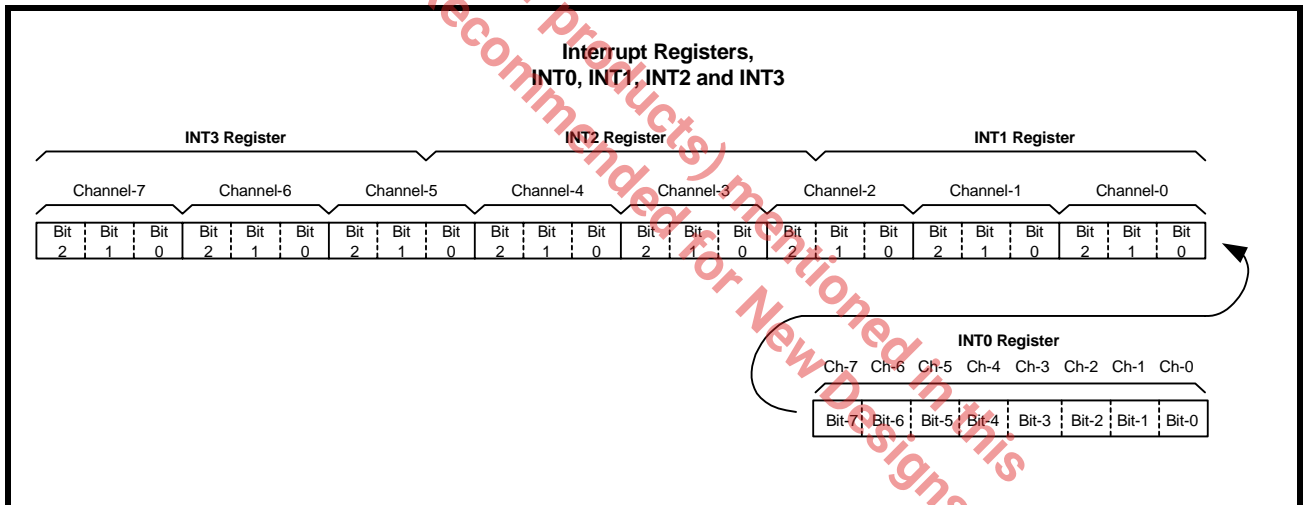 Interrupt Registers,
INT0, INT1, INT2 and INT3
INT3 Register INT2 Register INT1 Register
Channel-7 Channel-6 Channel-5 Channel-4 Channel-3 Channel-2 Channel-1 Channel-0
Bit Bit Bit Bit Bit Bit Bit Bit Bit Bit Bit Bit Bit Bit Bit Bit Bit Bit Bit Bit Bit Bit Bit Bit
2 1 0 2 1 0 2 1 0 2 1 0 2 1 0 2 1 0 2 1 0 2 1 0
INT0 Register
Ch-7 Ch-6 Ch-5 Ch-4 Ch-3 Ch-2 Ch-1 Ch-0
Bit-7 Bit-6 Bit-5 Bit-4 Bit-3 Bit-2 Bit-1 Bit-0
products) mentioned in this
for New Designs